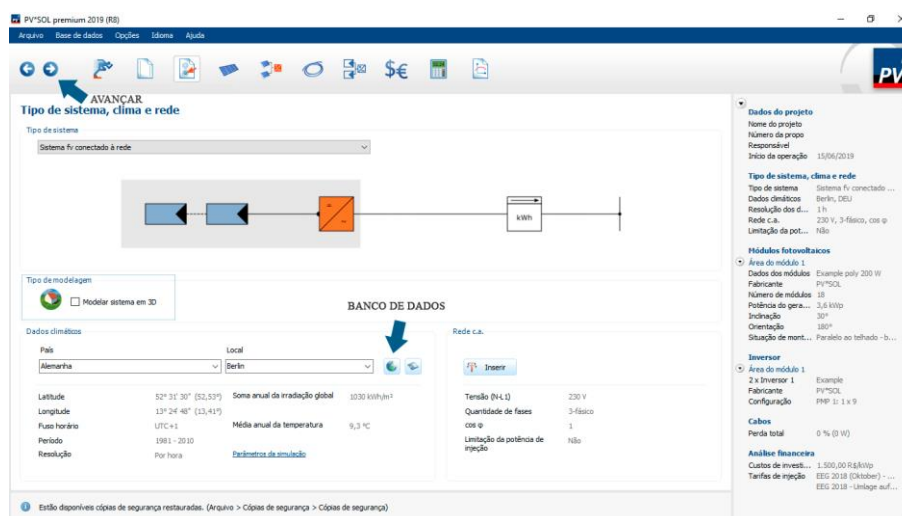 PV*SOL premium 2019 (R8)
Arquivo Base de dados Opções Idioma Ajuda
$€
PV
AVANÇAR
Tipo de sistema, clima e rede
Tipo de sistema
Sistema fv conectado à rede
kWh
Tipo de modelagem
Modelar sistema em 3D
BANCO DE DADOS
Dados climáticos
País Local
Alemanha Berlin
Latitude 52° 31' 30" (52,53°) Soma anual da irradiação global 1030 kWh/m²
Longitude 13° 24' 48" (13,41°)
Fuso horário UTC+1 Média anual da temperatura 9,3 °C
Período 1981 - 2010
Resolução Por hora Parâmetros da simulação
Rede c.a.
Inserir
Tensão (N-L1) 230 V
Quantidade de fases 3-fásico
cos φ 1
Limitação da potência de injeção Não
Estão disponíveis cópias de segurança restauradas. (Arquivo > Cópias de segurança > Cópias de segurança)
Dados do projeto
Nome do projeto
Número da propo
Responsável
Início da operação 15/06/2019
Tipo de sistema, clima e rede
Tipo de sistema Sistema fv conectado ...
Dados climáticos Berlin, DEU
Resolução dos d... 1 h
Rede c.a. 230 V, 3-fásico, cos φ
Limitação da pot... Não
Módulos fotovoltaicos
Área do módulo 1
Dados dos módulos Example poly 200 W
Fabricante PV*SOL
Número de módulos 18
Potência do gera... 3,6 kWp
Inclinação 30°
Orientação 180°
Situação de mont... Paralelo ao telhado - b...
Inversor
Área do módulo 1
2 x Inversor 1 Example
Fabricante PV*SOL
Configuração PMP 1: 1 x 9
Cabos
Perda total 0 % (0 W)
Análise financeira
Custos de investi... 1.500,00 R$/kWp
Tarifas de injeção EEG 2018 (Oktober) - ...
EEG 2018 - Umlage auf...